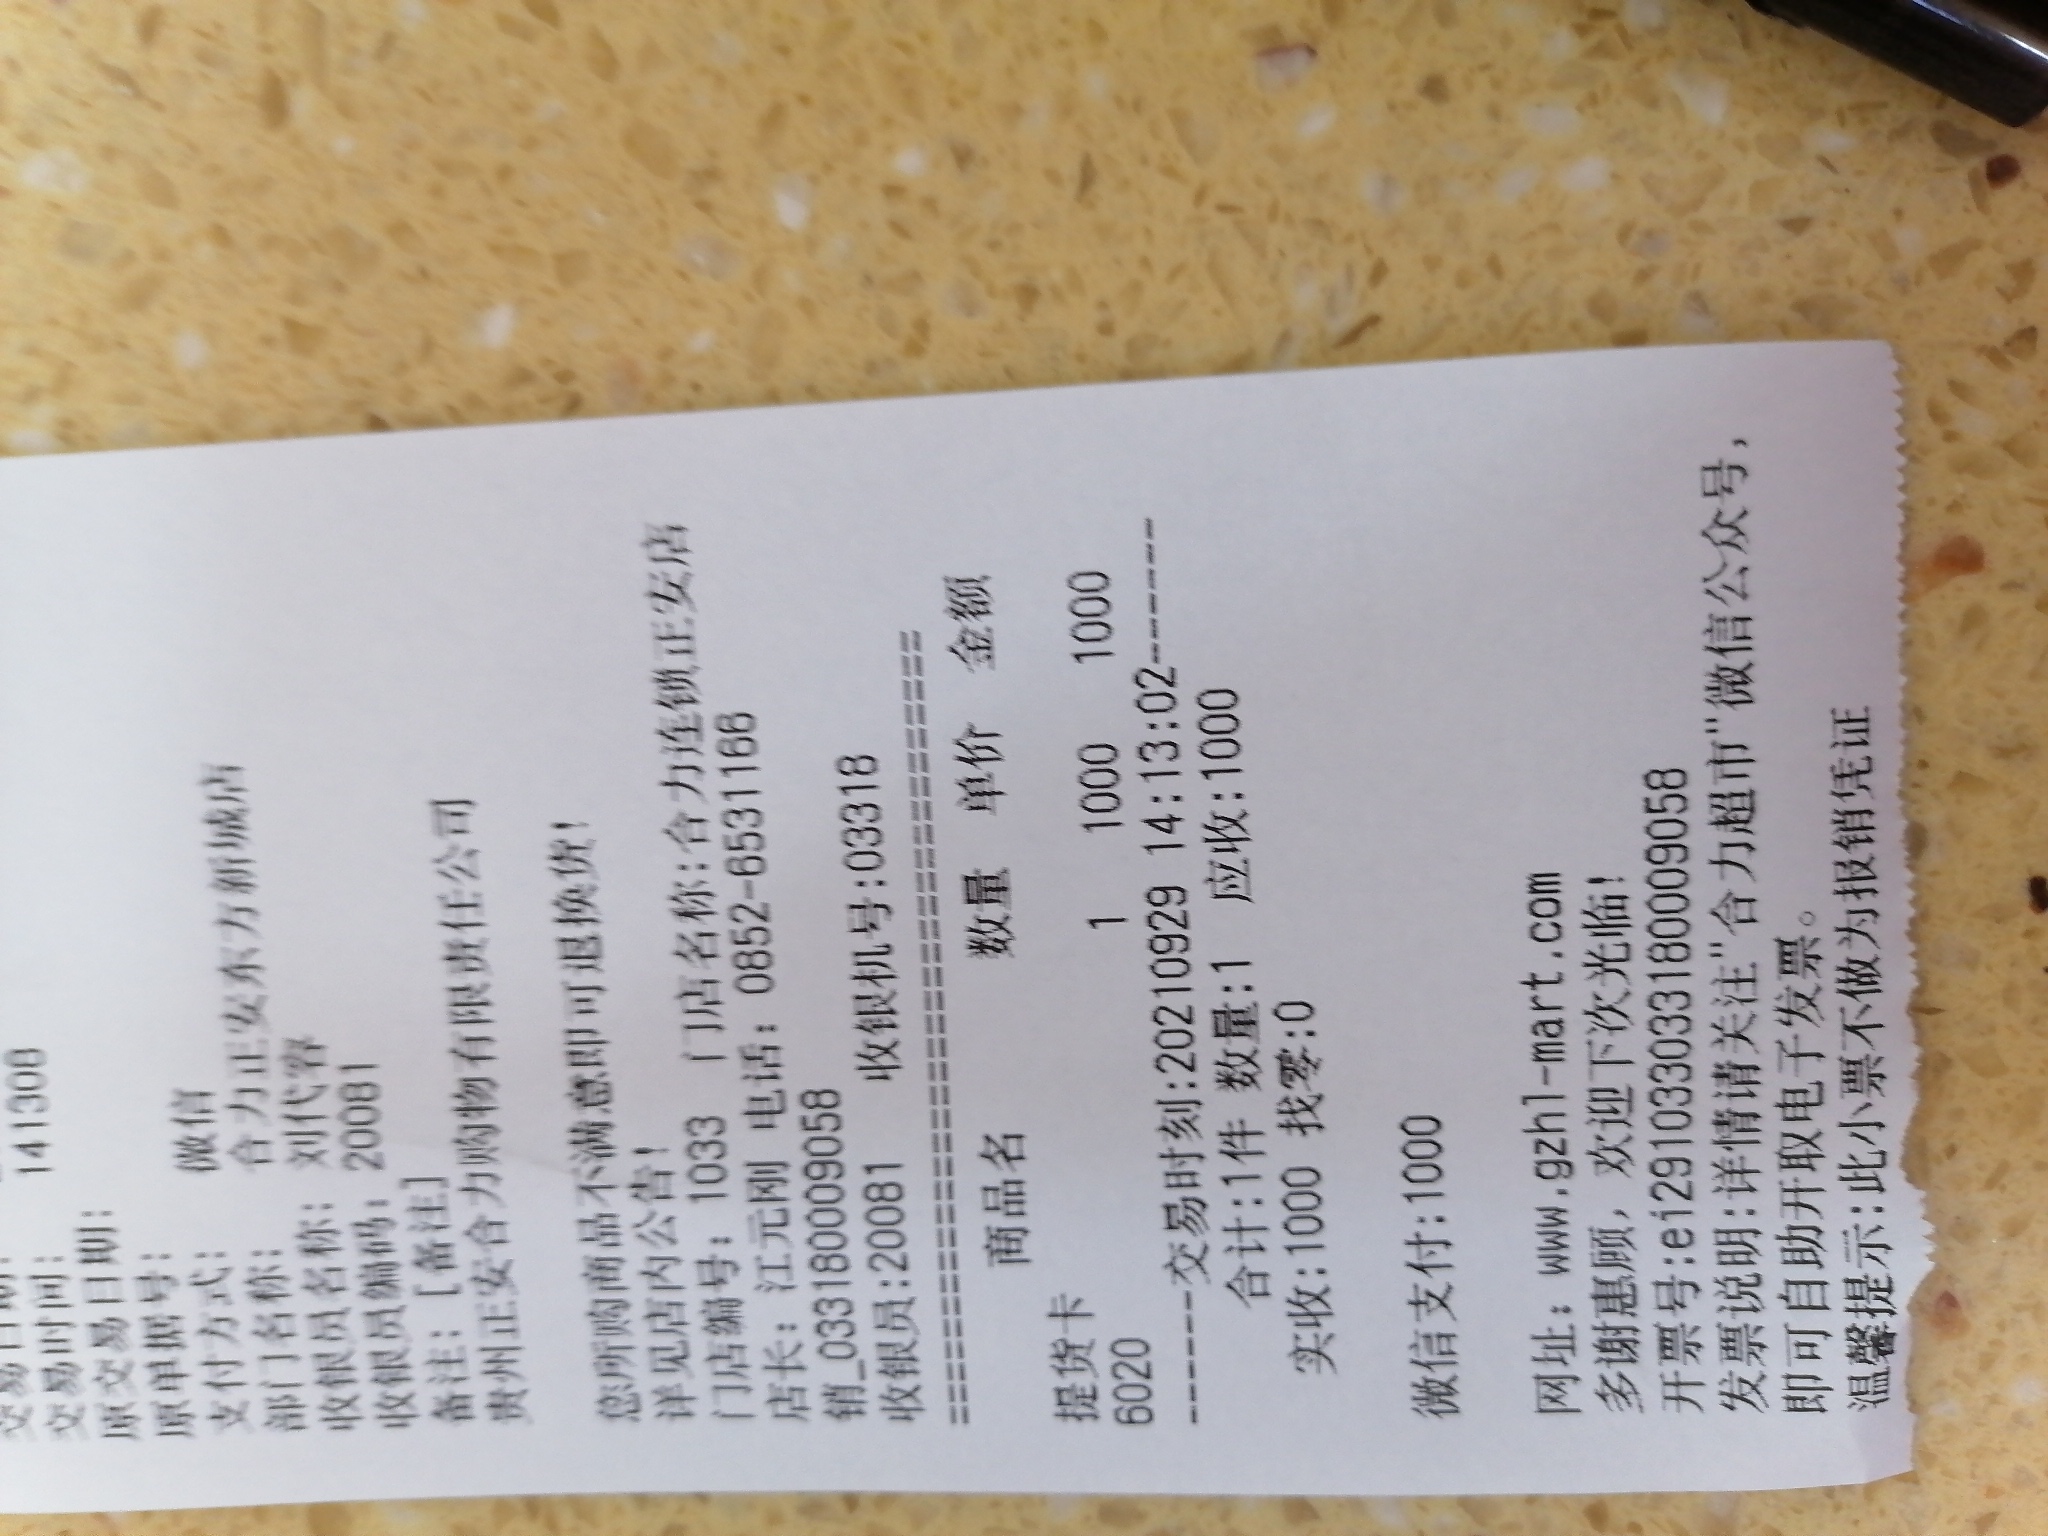 交易时间: 141308
原交易日期:
原单据号:
支付方式: 微信
部门名称: 合力正安东方新城店
收银员名称: 刘代容
收银员编码: 20081
备注: [备注]
贵州正安合力购物有限责任公司
您所购商品不满意即可退换货!
详见店内公告!
门店编号: 1033 门店名称:合力连锁正安店
店长: 江元刚 电话: 0852-6531168
销_033180009058
收银员:20081 收银机号:03318
========================================
商品名 数量 单价 金额
提货卡 1 1000 1000
6020
-------交易时刻:20210929 14:13:02-------
合计:1件 数量:1 应收:1000
实收:1000 找零:0
微信支付:1000
网址: www.gzhl-mart.com
多谢惠顾, 欢迎下次光临!
开票号:ei291033033180009058
发票说明:详情请关注"合力超市"微信公众号,
即可自助开取电子发票。
温馨提示:此小票不做为报销凭证